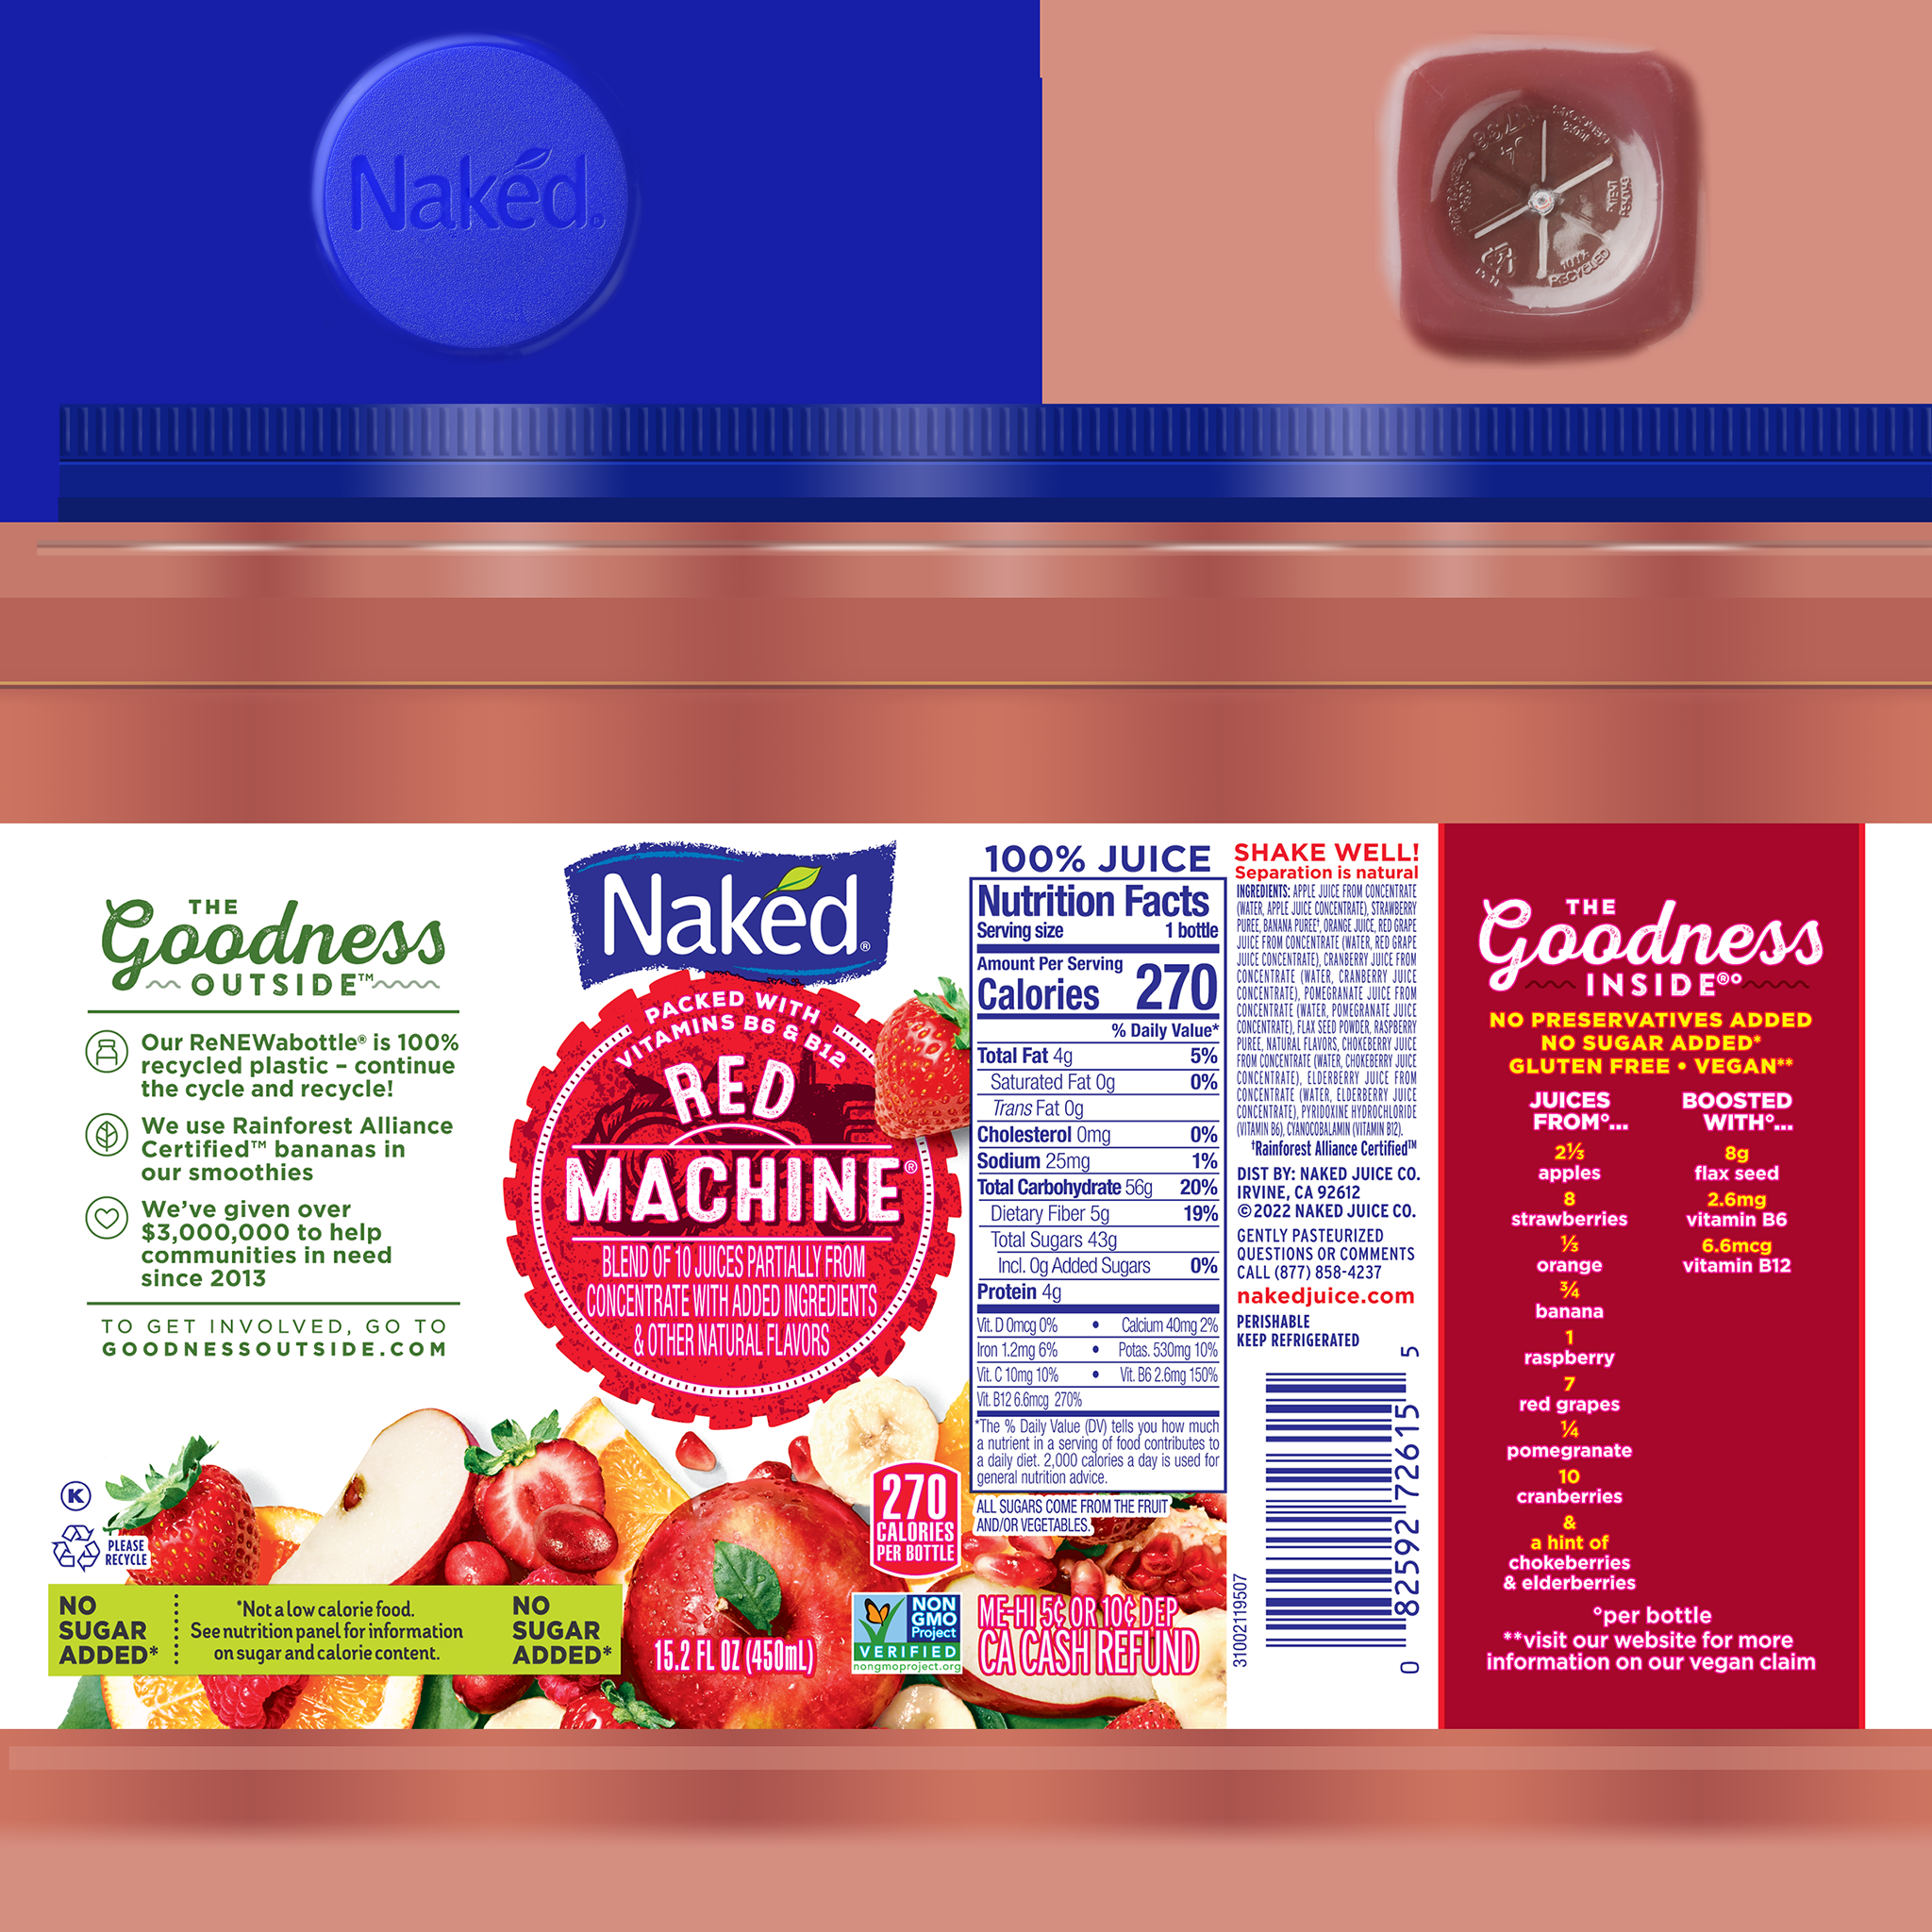 Nakéd®
100%
RECYCLED
THE
Goodness
OUTSIDE™
Our ReNEWabottle® is 100%
recycled plastic – continue
the cycle and recycle!
We use Rainforest Alliance
Certified™ bananas in
our smoothies
We've given over
$3,000,000 to help
communities in need
since 2013
TO GET INVOLVED, GO TO
GOODNESSOUTSIDE.COM
K
PLEASE
RECYCLE
NO
SUGAR
ADDED*
*Not a low calorie food.
See nutrition panel for information
on sugar and calorie content.
NO
SUGAR
ADDED*
Nakéd®
PACKED WITH
VITAMINS B6 & B12
RED
MACHINE®
BLEND OF 10 JUICES PARTIALLY FROM
CONCENTRATE WITH ADDED INGREDIENTS
& OTHER NATURAL FLAVORS
270
CALORIES
PER BOTTLE
15.2 FL OZ (450mL)
NON
GMO
Project
VERIFIED
nongmoproject.org
100% JUICE
Nutrition Facts
Serving size 1 bottle
Amount Per Serving
Calories 270
% Daily Value*
Total Fat 4g 5%
Saturated Fat 0g 0%
Trans Fat 0g
Cholesterol 0mg 0%
Sodium 25mg 1%
Total Carbohydrate 56g 20%
Dietary Fiber 5g 19%
Total Sugars 43g
Incl. 0g Added Sugars 0%
Protein 4g
Vit. D 0mcg 0% • Calcium 40mg 2%
Iron 1.2mg 6% • Potas. 530mg 10%
Vit. C 10mg 10% • Vit. B6 2.6mg 150%
Vit. B12 6.6mcg 270%
*The % Daily Value (DV) tells you how much
a nutrient in a serving of food contributes to
a daily diet. 2,000 calories a day is used for
general nutrition advice.
ALL SUGARS COME FROM THE FRUIT
AND/OR VEGETABLES.
ME-HI 5¢ OR 10¢ DEP
CA CASH REFUND
SHAKE WELL!
Separation is natural
INGREDIENTS: APPLE JUICE FROM CONCENTRATE
(WATER, APPLE JUICE CONCENTRATE), STRAWBERRY
PUREE, BANANA PUREE†, ORANGE JUICE, RED GRAPE
JUICE FROM CONCENTRATE (WATER, RED GRAPE
JUICE CONCENTRATE), CRANBERRY JUICE FROM
CONCENTRATE (WATER, CRANBERRY JUICE
CONCENTRATE), POMEGRANATE JUICE FROM
CONCENTRATE (WATER, POMEGRANATE JUICE
CONCENTRATE), FLAX SEED POWDER, RASPBERRY
PUREE, NATURAL FLAVORS, CHOKEBERRY JUICE
FROM CONCENTRATE (WATER, CHOKEBERRY JUICE
CONCENTRATE), ELDERBERRY JUICE FROM
CONCENTRATE (WATER, ELDERBERRY JUICE
CONCENTRATE), PYRIDOXINE HYDROCHLORIDE
(VITAMIN B6), CYANOCOBALAMIN (VITAMIN B12).
†Rainforest Alliance Certified™
DIST BY: NAKED JUICE CO.
IRVINE, CA 92612
©2022 NAKED JUICE CO.
GENTLY PASTEURIZED
QUESTIONS OR COMMENTS
CALL (877) 858-4237
nakedjuice.com
PERISHABLE
KEEP REFRIGERATED
31002119507
0 82592 72615 5
THE
Goodness
INSIDE®°
NO PRESERVATIVES ADDED
NO SUGAR ADDED*
GLUTEN FREE • VEGAN**
JUICES
FROM°...
2⅓
apples
8
strawberries
⅓
orange
¾
banana
1
raspberry
7
red grapes
¼
pomegranate
10
cranberries
&
a hint of
chokeberries
& elderberries
BOOSTED
WITH°...
8g
flax seed
2.6mg
vitamin B6
6.6mcg
vitamin B12
°per bottle
**visit our website for more
information on our vegan claim